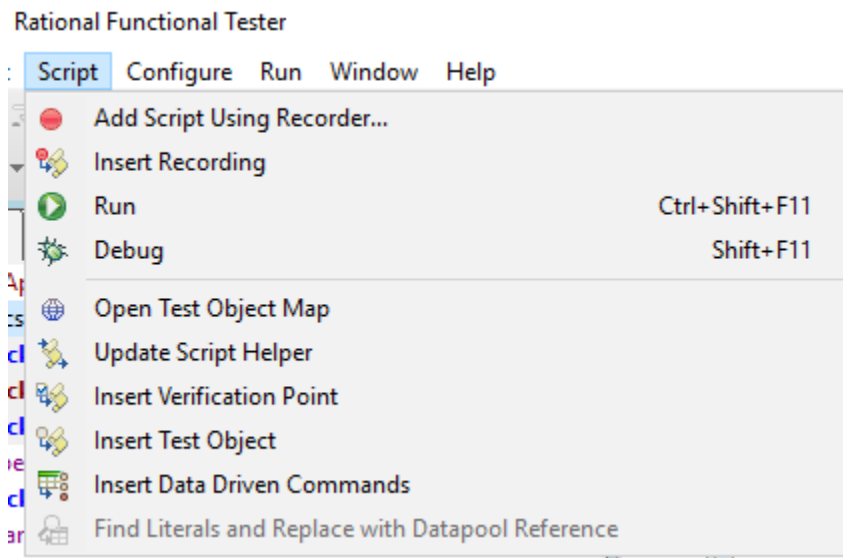 Rational Functional Tester
Script Configure Run Window Help
Add Script Using Recorder...
Insert Recording
Run Ctrl+Shift+F11
Debug Shift+F11
Open Test Object Map
Update Script Helper
Insert Verification Point
Insert Test Object
Insert Data Driven Commands
Find Literals and Replace with Datapool Reference